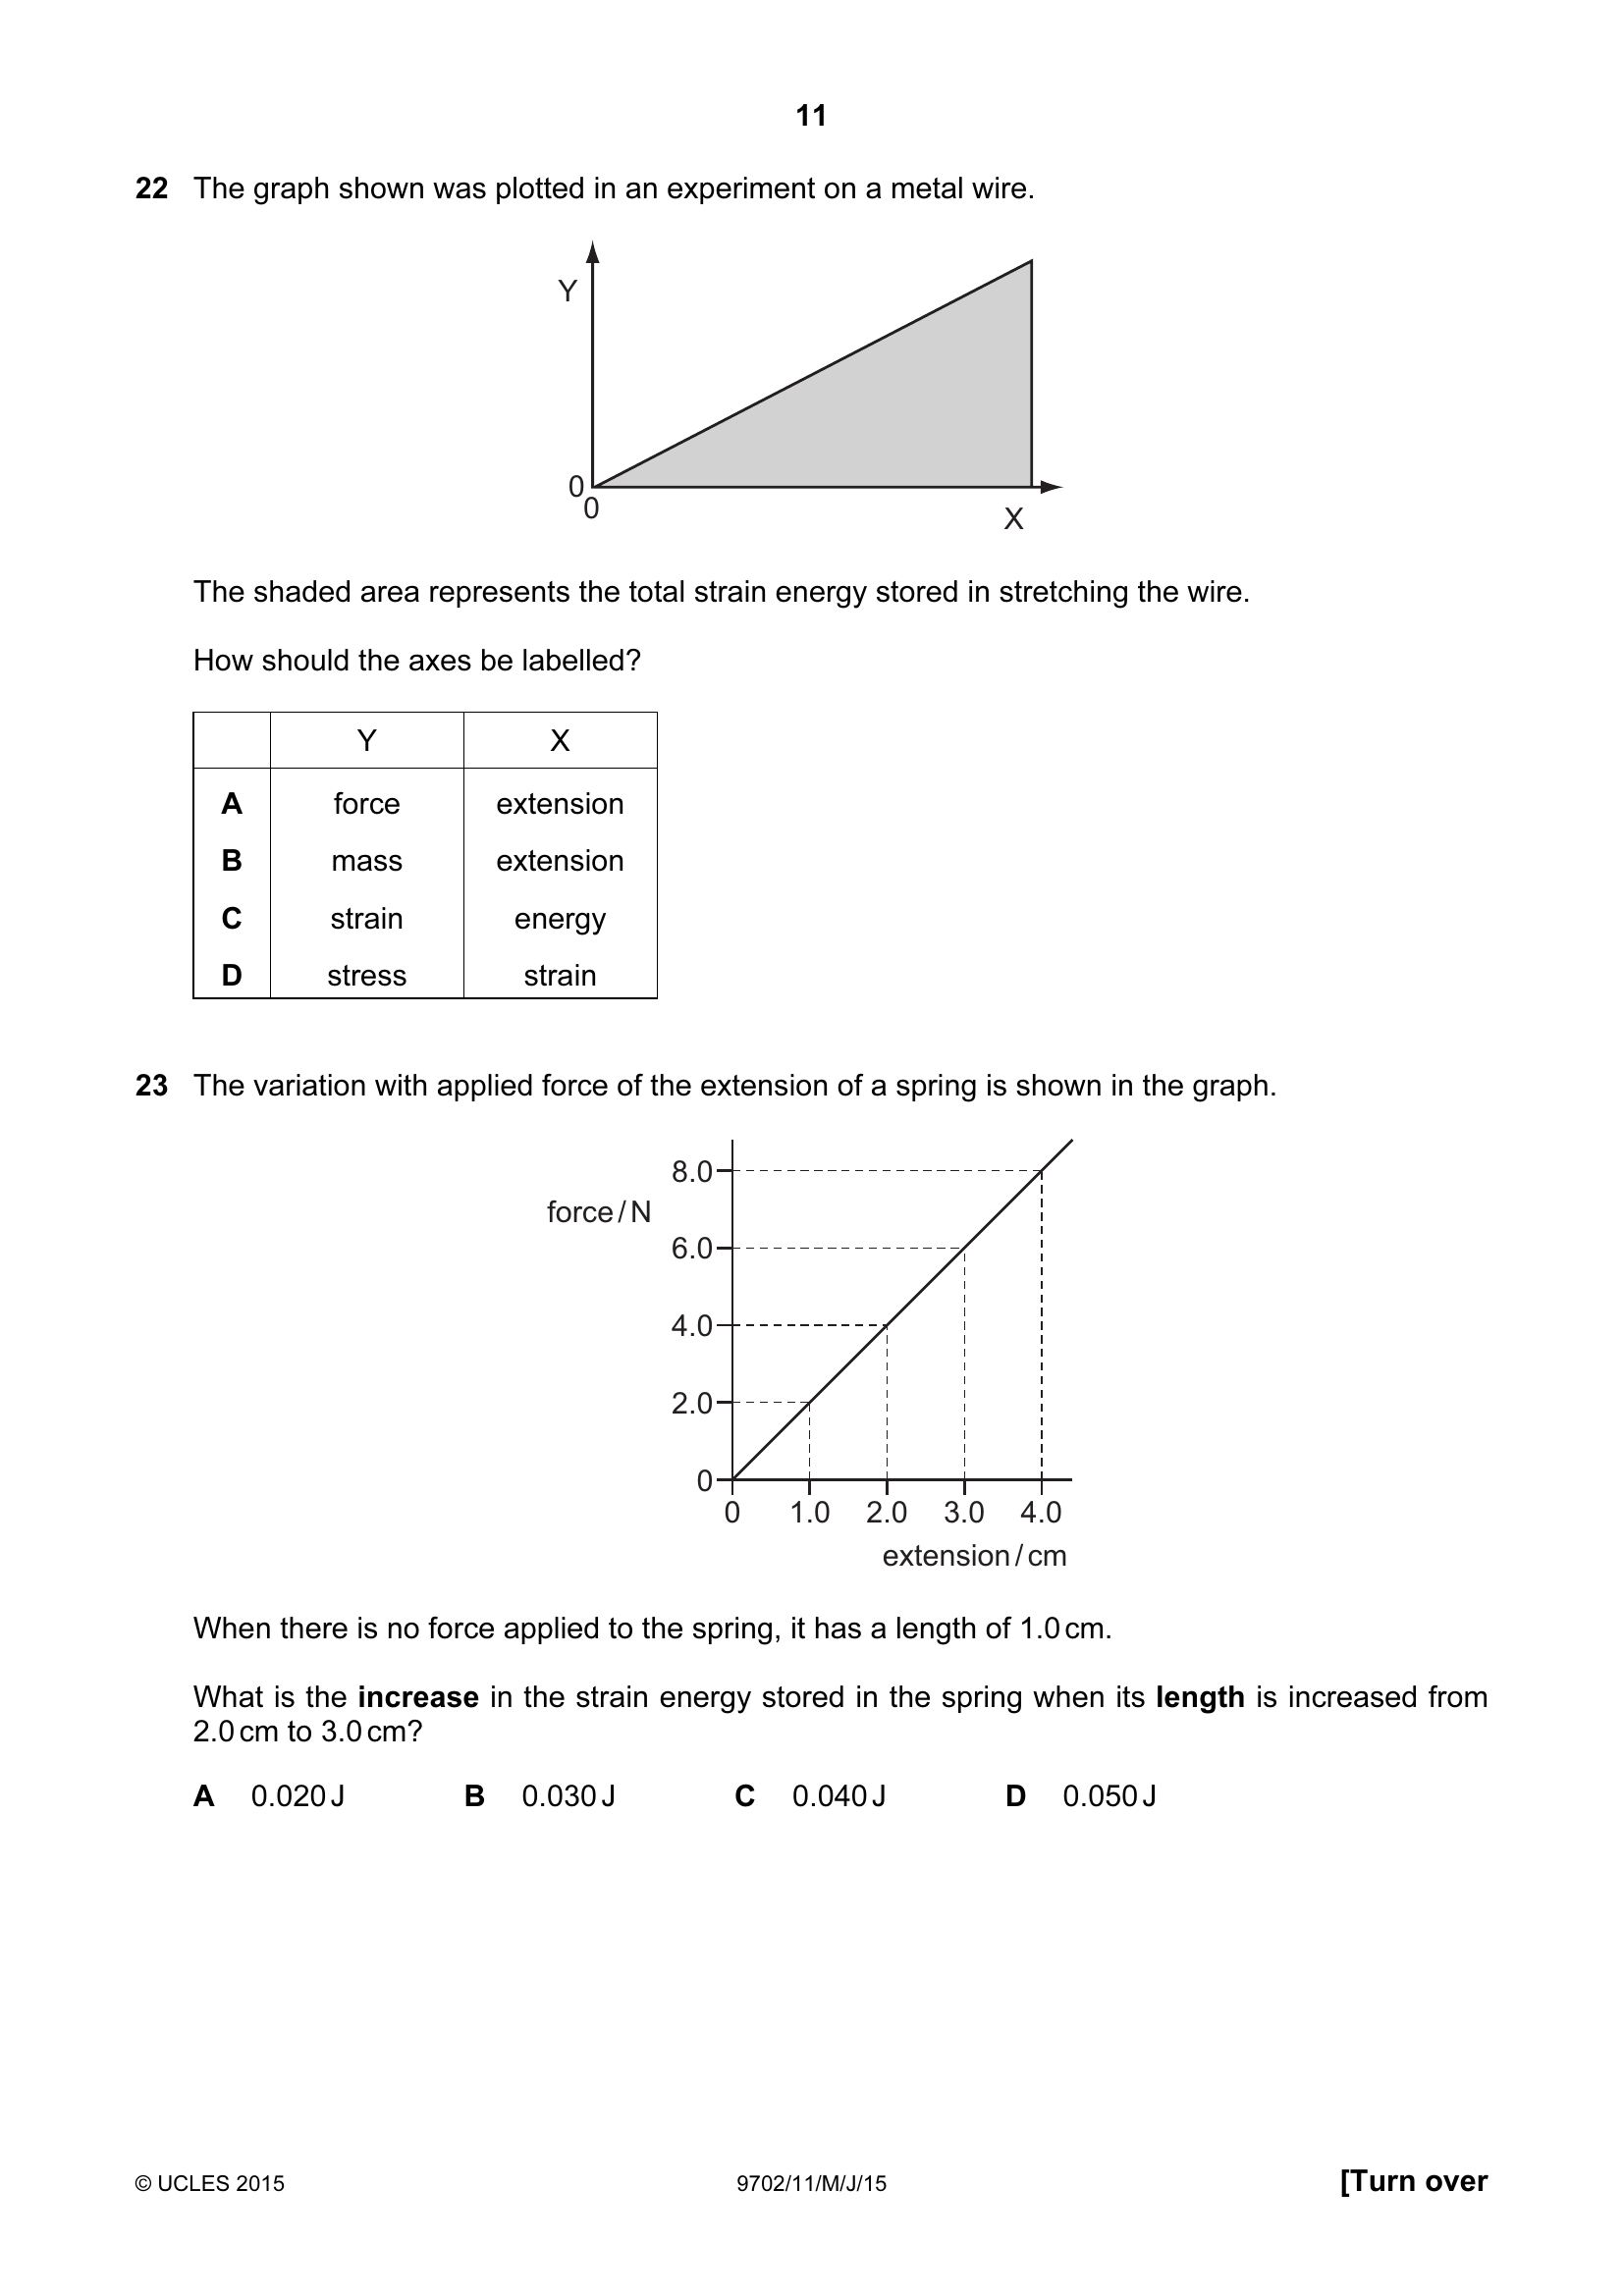 11
22 The graph shown was plotted in an experiment on a metal wire.
Y
0
0
X
The shaded area represents the total strain energy stored in stretching the wire.
How should the axes be labelled?
Y X
A force extension
B mass extension
C strain energy
D stress strain
23 The variation with applied force of the extension of a spring is shown in the graph.
8.0
force / N
6.0
4.0
2.0
0
0 1.0 2.0 3.0 4.0
extension / cm
When there is no force applied to the spring, it has a length of 1.0 cm.
What is the increase in the strain energy stored in the spring when its length is increased from
2.0 cm to 3.0 cm?
A 0.020 J B 0.030 J C 0.040 J D 0.050 J
© UCLES 2015 9702/11/M/J/15 [Turn over